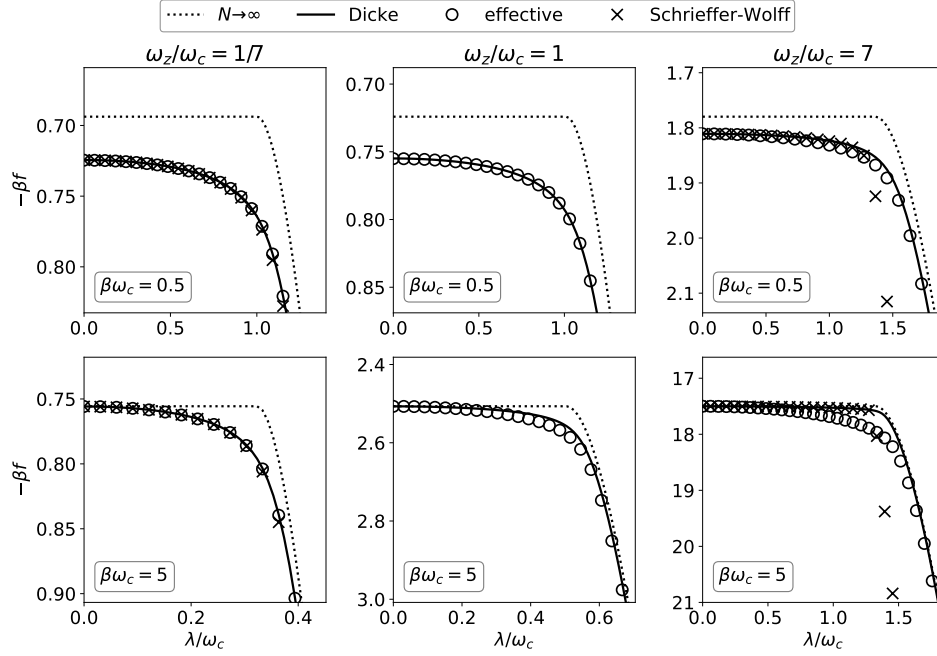 N→∞ Dicke effective Schrieffer-Wolff
ω_z/ω_c = 1/7
ω_z/ω_c = 1
ω_z/ω_c = 7
−βf
0.70
0.75
0.80
βω_c = 0.5
0.0 0.5 1.0
0.70
0.75
0.80
0.85
βω_c = 0.5
0.0 0.5 1.0
1.7
1.8
1.9
2.0
2.1
βω_c = 0.5
0.0 0.5 1.0 1.5
−βf
0.75
0.80
0.85
0.90
βω_c = 5
0.0 0.2 0.4
λ/ω_c
2.4
2.6
2.8
3.0
βω_c = 5
0.0 0.2 0.4 0.6
λ/ω_c
17
18
19
20
21
βω_c = 5
0.0 0.5 1.0 1.5
λ/ω_c